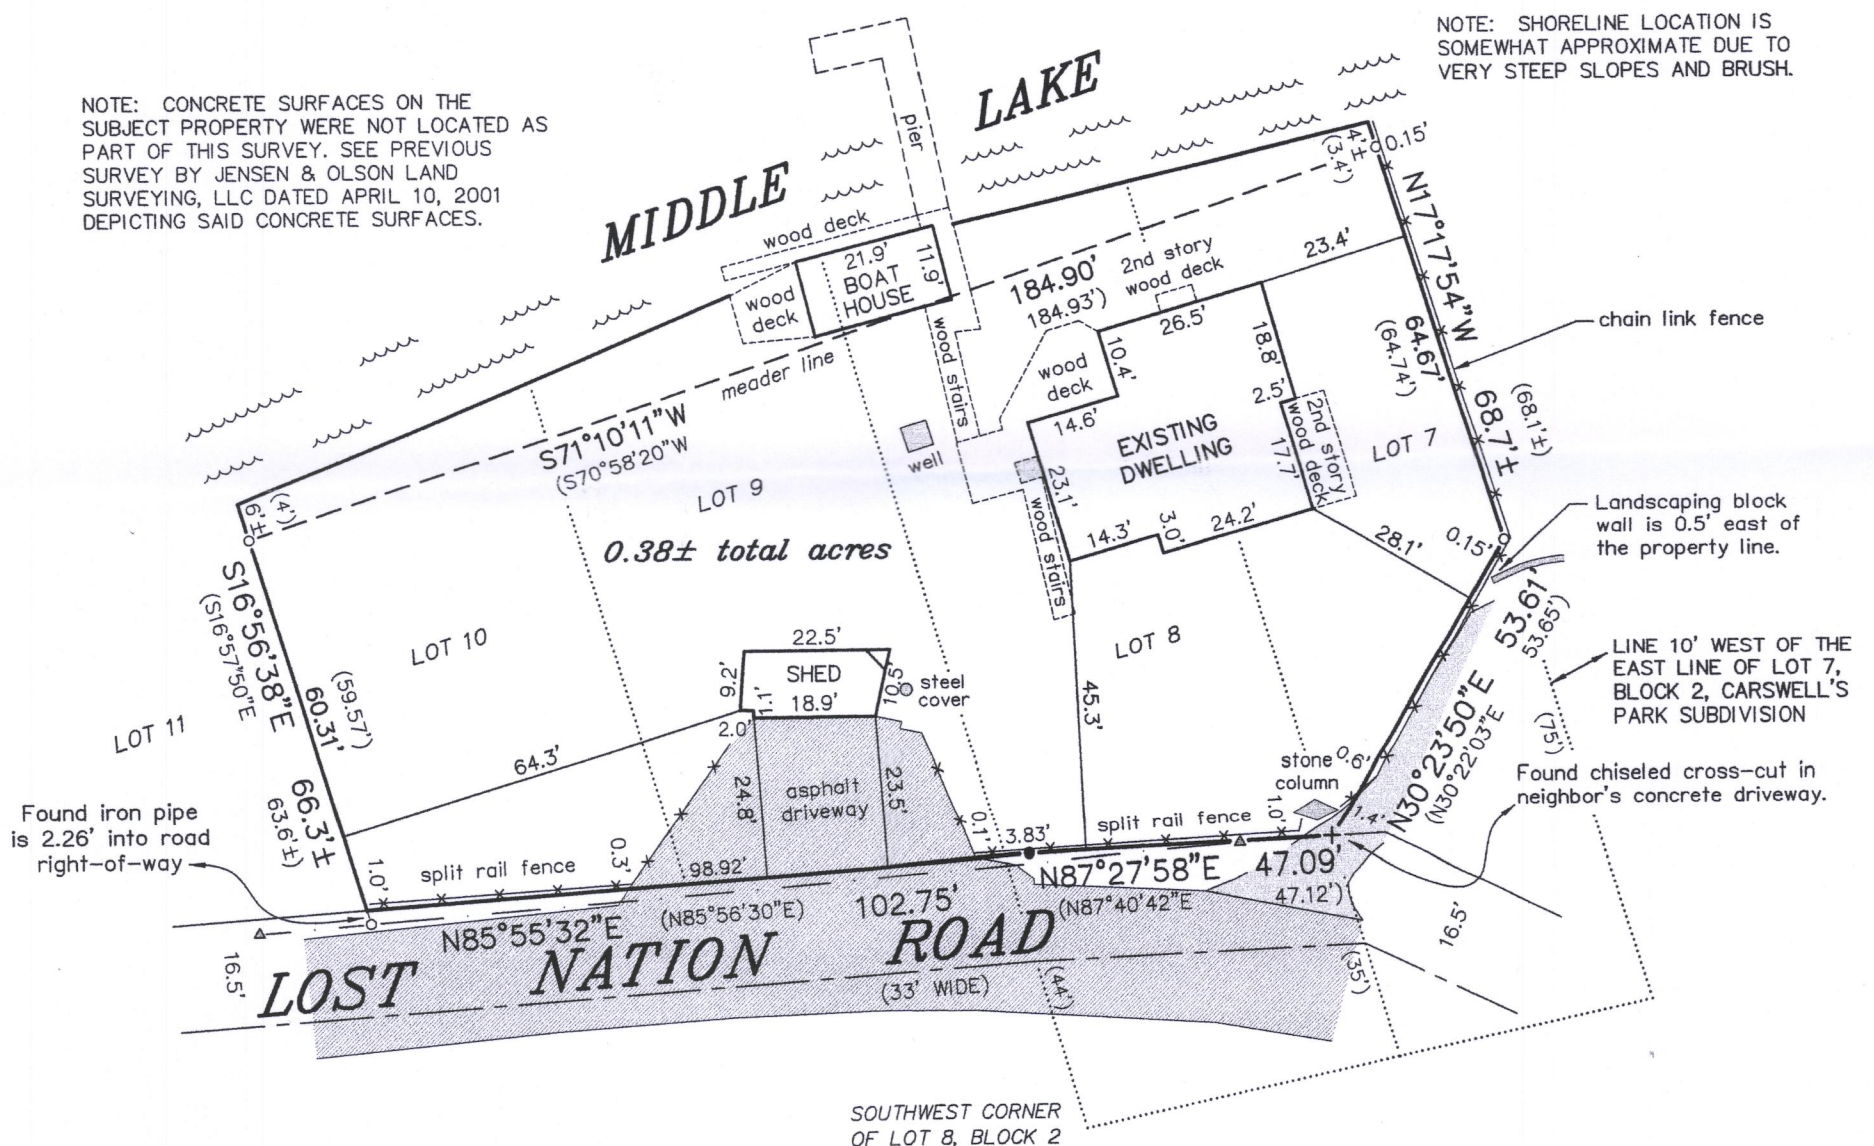 NOTE: CONCRETE SURFACES ON THE
SUBJECT PROPERTY WERE NOT LOCATED AS
PART OF THIS SURVEY. SEE PREVIOUS
SURVEY BY JENSEN & OLSON LAND
SURVEYING, LLC DATED APRIL 10, 2001
DEPICTING SAID CONCRETE SURFACES.
NOTE: SHORELINE LOCATION IS
SOMEWHAT APPROXIMATE DUE TO
VERY STEEP SLOPES AND BRUSH.
MIDDLE LAKE
pier
wood deck
21.9'
11.9'
BOAT
HOUSE
wood
deck
meader line
184.90'
184.93')
2nd story
wood deck
23.4'
4'±
(3.4')
0.15'
N17°17'54"W
64.67'
(64.74')
68.7'±
(68.1'±)
chain link fence
26.5'
18.8'
10.4'
wood
deck
wood stairs
2.5'
2nd story
wood deck
17.7'
14.6'
EXISTING
DWELLING
LOT 7
23.1'
14.3'
3.0'
24.2'
28.1'
0.15'
wood stairs
Landscaping block
wall is 0.5' east of
the property line.
S71°10'11"W
(S70°58'20"W
LOT 9
well
6'±
(4')
0.38± total acres
S16°56'38"E
(S16°57'50"E
60.31'
(59.57')
66.3'±
63.6'±)
LOT 10
LOT 11
LOT 8
22.5'
SHED
18.9'
9.2'
1.1'
10.5'
2.0'
steel
cover
64.3'
24.8'
asphalt
driveway
23.5'
45.3'
53.61'
53.65')
N30°23'50"E
(N30°22'03"E
LINE 10' WEST OF THE
EAST LINE OF LOT 7,
BLOCK 2, CARSWELL'S
PARK SUBDIVISION
(75')
stone
column
0.6'
1.4'
1.0'
Found chiseled cross-cut in
neighbor's concrete driveway.
Found iron pipe
is 2.26' into road
right-of-way
1.0'
split rail fence
0.3'
98.92'
0.1'
3.83'
split rail fence
N87°27'58"E
47.09'
(N87°40'42"E
47.12')
N85°55'32"E
(N85°56'30"E)
102.75'
16.5'
LOST NATION ROAD
(33' WIDE)
(44')
(35')
16.5'
SOUTHWEST CORNER
OF LOT 8, BLOCK 2